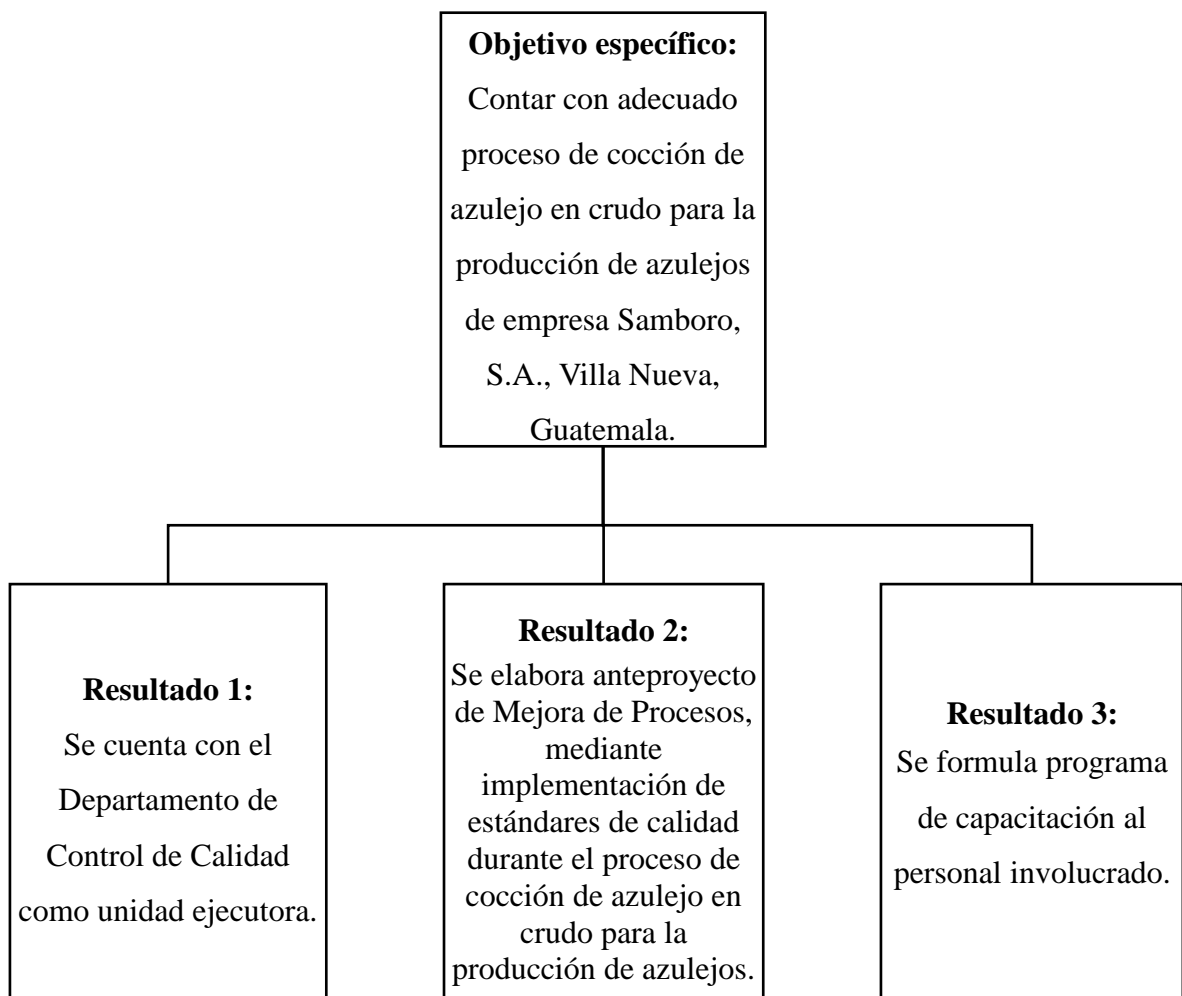 Objetivo específico:
Contar con adecuado
proceso de cocción de
azulejo en crudo para la
producción de azulejos
de empresa Samboro,
S.A., Villa Nueva,
Guatemala.
Resultado 1:
Se cuenta con el
Departamento de
Control de Calidad
como unidad ejecutora.
Resultado 2:
Se elabora anteproyecto
de Mejora de Procesos,
mediante
implementación de
estándares de calidad
durante el proceso de
cocción de azulejo en
crudo para la
producción de azulejos.
Resultado 3:
Se formula programa
de capacitación al
personal involucrado.